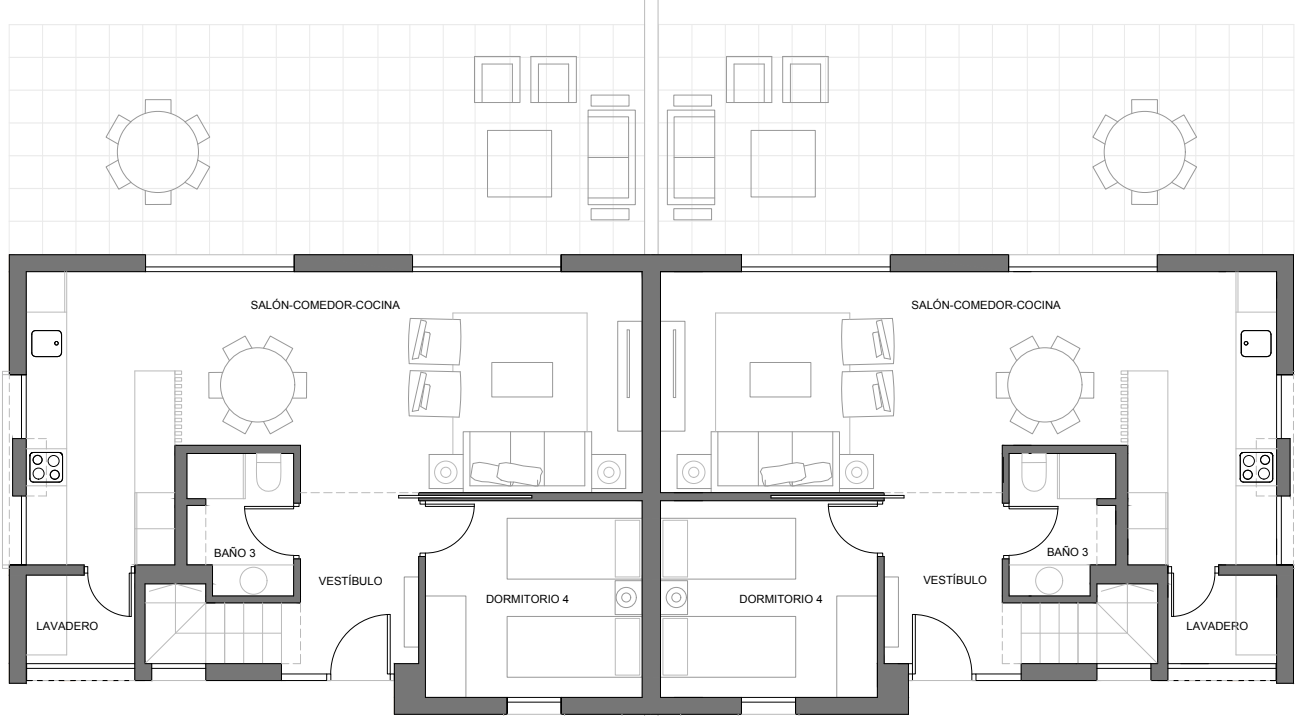 SALÓN-COMEDOR-COCINA
SALÓN-COMEDOR-COCINA
BAÑO 3
BAÑO 3
VESTÍBULO
VESTÍBULO
DORMITORIO 4
DORMITORIO 4
LAVADERO
LAVADERO